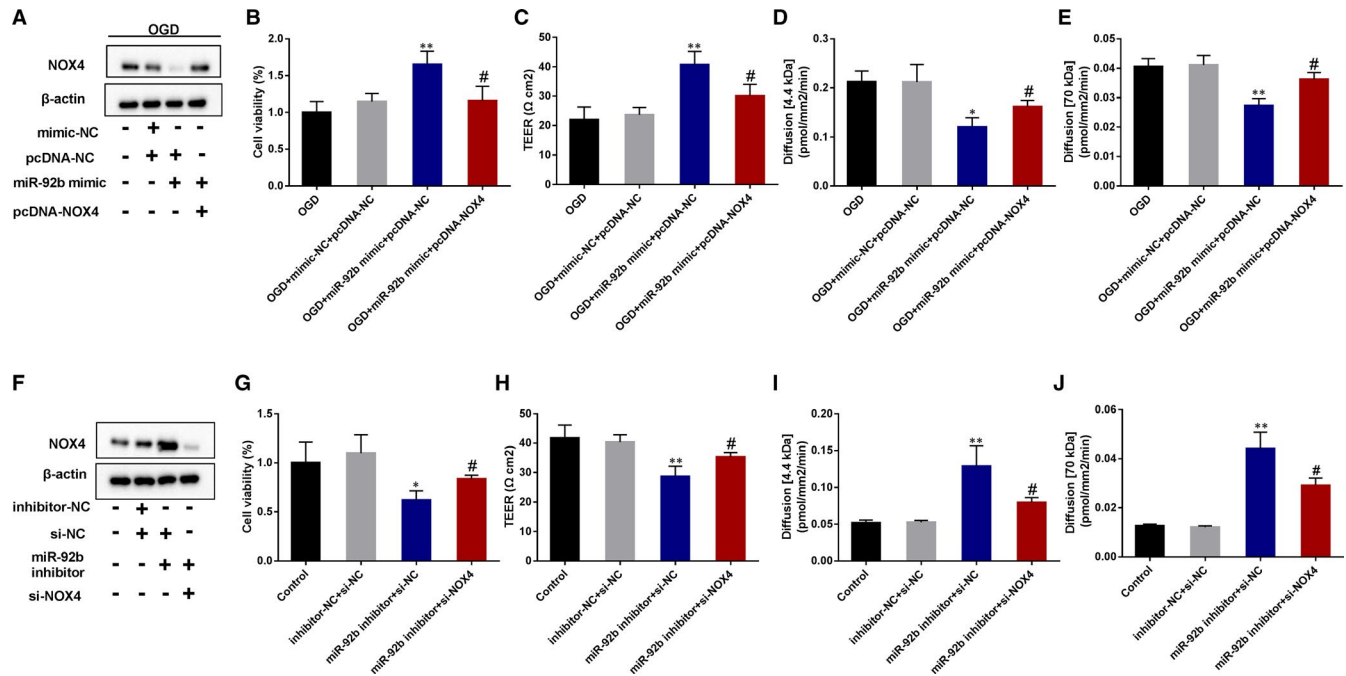 A
OGD
NOX4
β-actin
mimic-NC - + - -
pcDNA-NC - + + -
miR-92b mimic - - + +
pcDNA-NOX4 - - - +
B
Cell viability (%)
2.0
1.5
1.0
0.5
0.0
**
#
OGD
OGD+mimic-NC+pcDNA-NC
OGD+miR-92b mimic+pcDNA-NC
OGD+miR-92b mimic+pcDNA-NOX4
C
TEER (Ω cm2)
50
40
30
20
10
0
**
#
OGD
OGD+mimic-NC+pcDNA-NC
OGD+miR-92b mimic+pcDNA-NC
OGD+miR-92b mimic+pcDNA-NOX4
D
Diffusion [4.4 kDa]
(pmol/mm2/min)
0.3
0.2
0.1
0.0
*
#
OGD
OGD+mimic-NC+pcDNA-NC
OGD+miR-92b mimic+pcDNA-NC
OGD+miR-92b mimic+pcDNA-NOX4
E
Diffusion [70 kDa]
(pmol/mm2/min)
0.05
0.04
0.03
0.02
0.01
0.00
**
#
OGD
OGD+mimic-NC+pcDNA-NC
OGD+miR-92b mimic+pcDNA-NC
OGD+miR-92b mimic+pcDNA-NOX4
F
NOX4
β-actin
inhibitor-NC - + - -
si-NC - + + -
miR-92b
inhibitor - - + +
si-NOX4 - - - +
G
Cell viability (%)
1.5
1.0
0.5
0.0
*
#
Control
inhibitor-NC+si-NC
miR-92b inhibitor+si-NC
miR-92b inhibitor+si-NOX4
H
TEER (Ω cm2)
50
40
30
20
10
0
**
#
Control
inhibitor-NC+si-NC
miR-92b inhibitor+si-NC
miR-92b inhibitor+si-NOX4
I
Diffusion [4.4 kDa]
(pmol/mm2/min)
0.20
0.15
0.10
0.05
0.00
**
#
Control
inhibitor-NC+si-NC
miR-92b inhibitor+si-NC
miR-92b inhibitor+si-NOX4
J
Diffusion [70 kDa]
(pmol/mm2/min)
0.06
0.04
0.02
0.00
**
#
Control
inhibitor-NC+si-NC
miR-92b inhibitor+si-NC
miR-92b inhibitor+si-NOX4